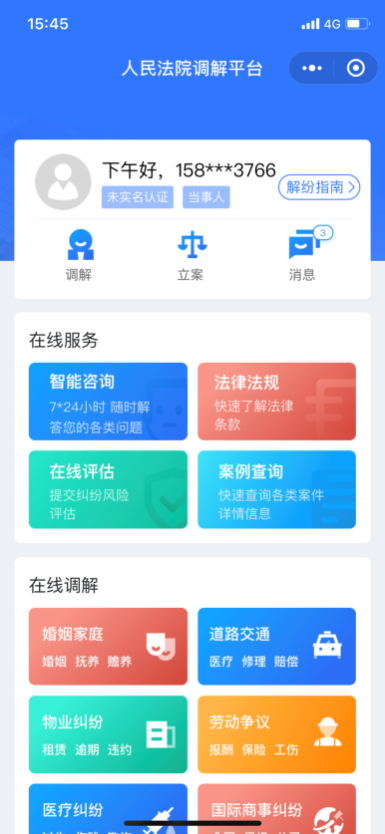 15:45
4G
人民法院调解平台
下午好，158***3766
未实名认证 当事人
解纷指南
调解
立案
3
消息
在线服务
智能咨询
7*24小时 随时解
答您的各类问题
法律法规
快速了解法律
条款
在线评估
提交纠纷风险
评估
案例查询
快速查询各类案件
详情信息
在线调解
婚姻家庭
婚姻 抚养 赡养
道路交通
医疗 修理 赔偿
物业纠纷
租赁 逾期 违约
劳动争议
报酬 保险 工伤
医疗纠纷
国际商事纠纷